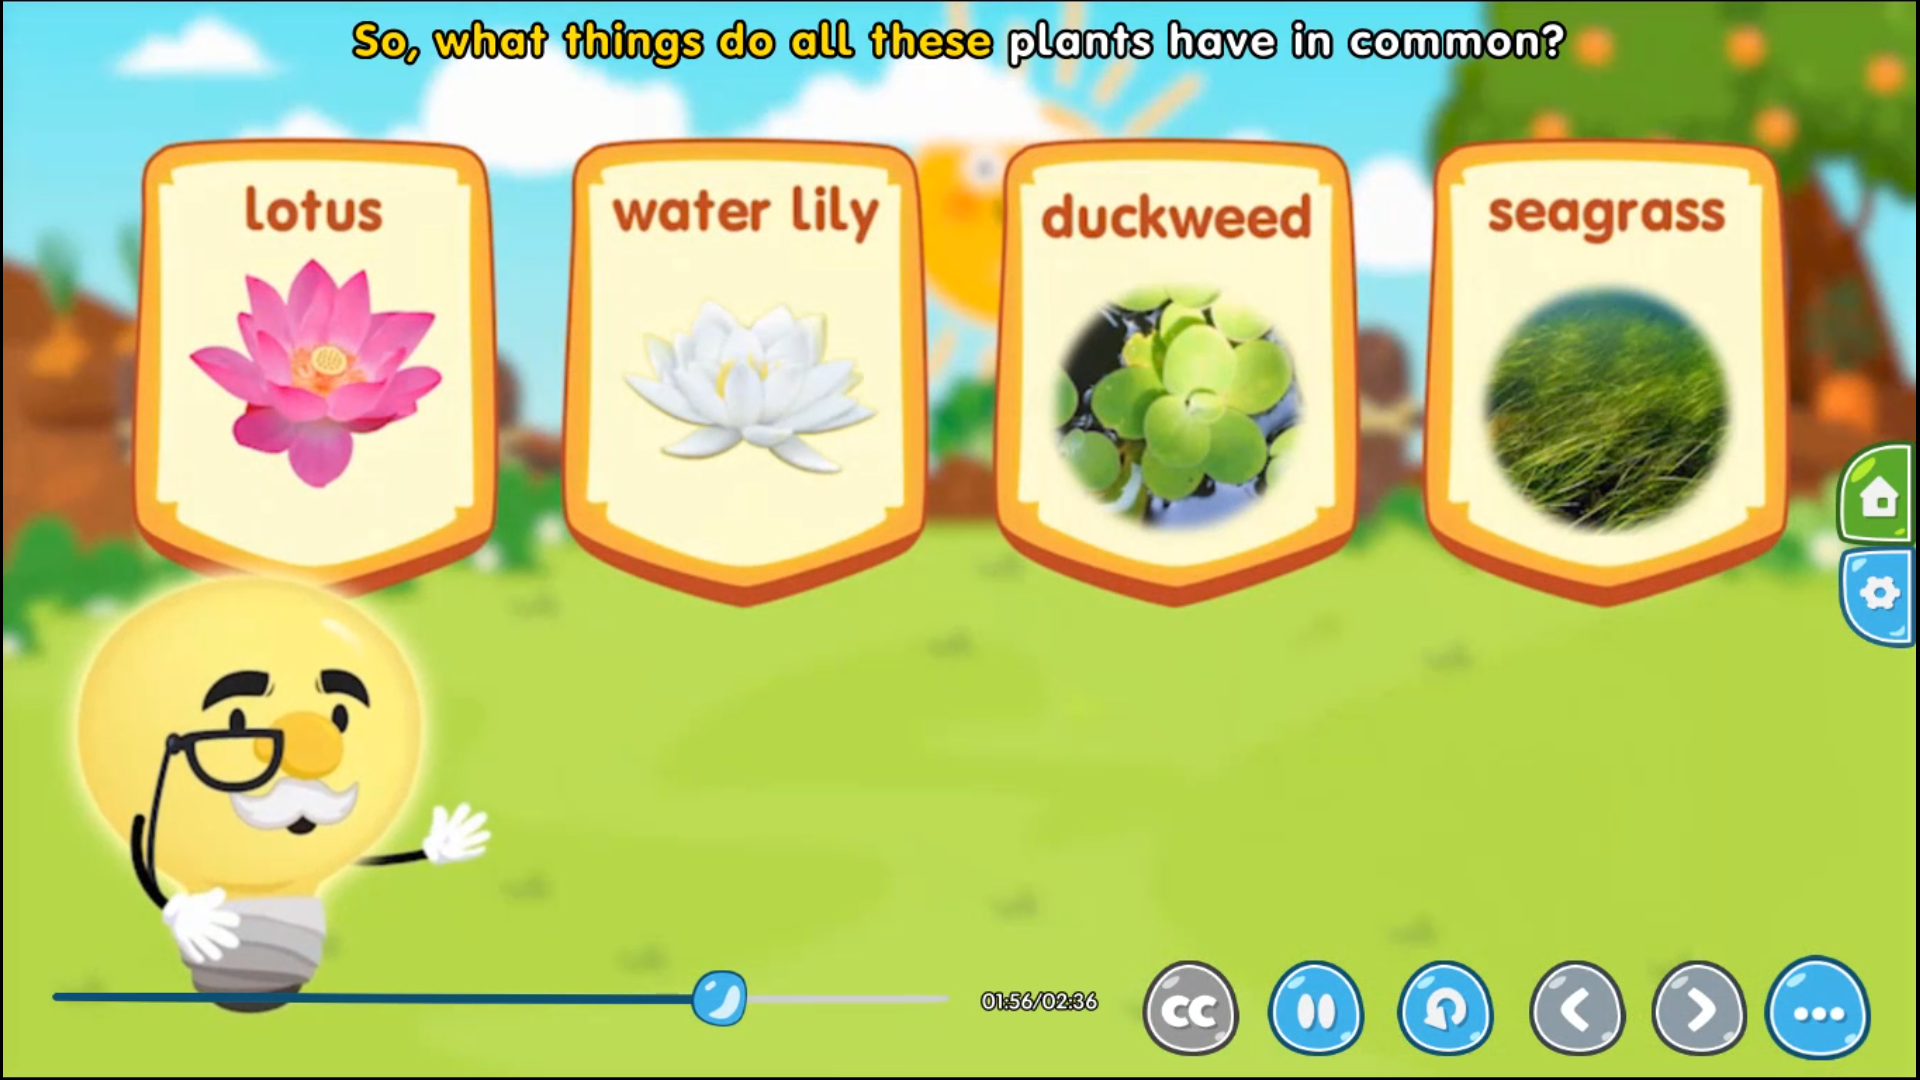 So, what things do all these plants have in common?
lotus
water lily
duckweed
seagrass
01:56/02:36
CC